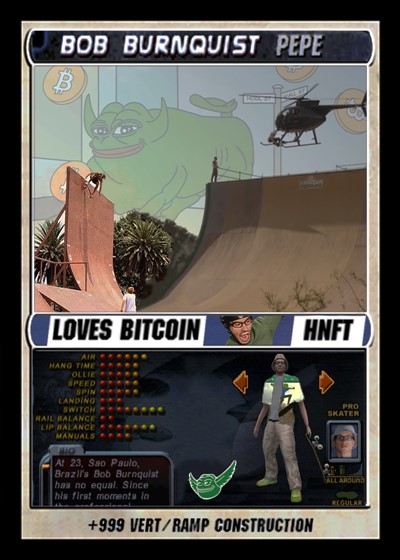 BOB BURNQUIST PEPE
LOVES BITCOIN
HNFT
AIR
HANG TIME
OLLIE
SPEED
SPIN
LANDING
SWITCH
RAIL BALANCE
LIP BALANCE
MANUALS
PRO
SKATER
ALL AROUND
REGULAR
BIO
At 23, Sao Paulo,
Brazil's Bob Burnquist
has no equal. Since
his first moments in
+999 VERT/RAMP CONSTRUCTION